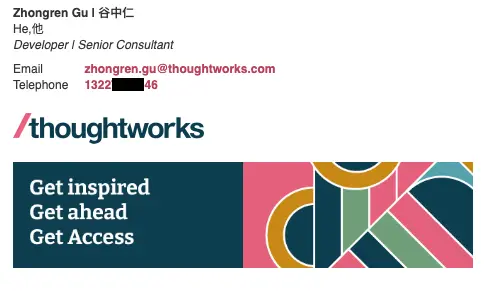 Zhongren Gu | 谷中仁
He,他
Developer | Senior Consultant
Email zhongren.gu@thoughtworks.com
Telephone 1322 46
/thoughtworks
Get inspired
Get ahead
Get Access